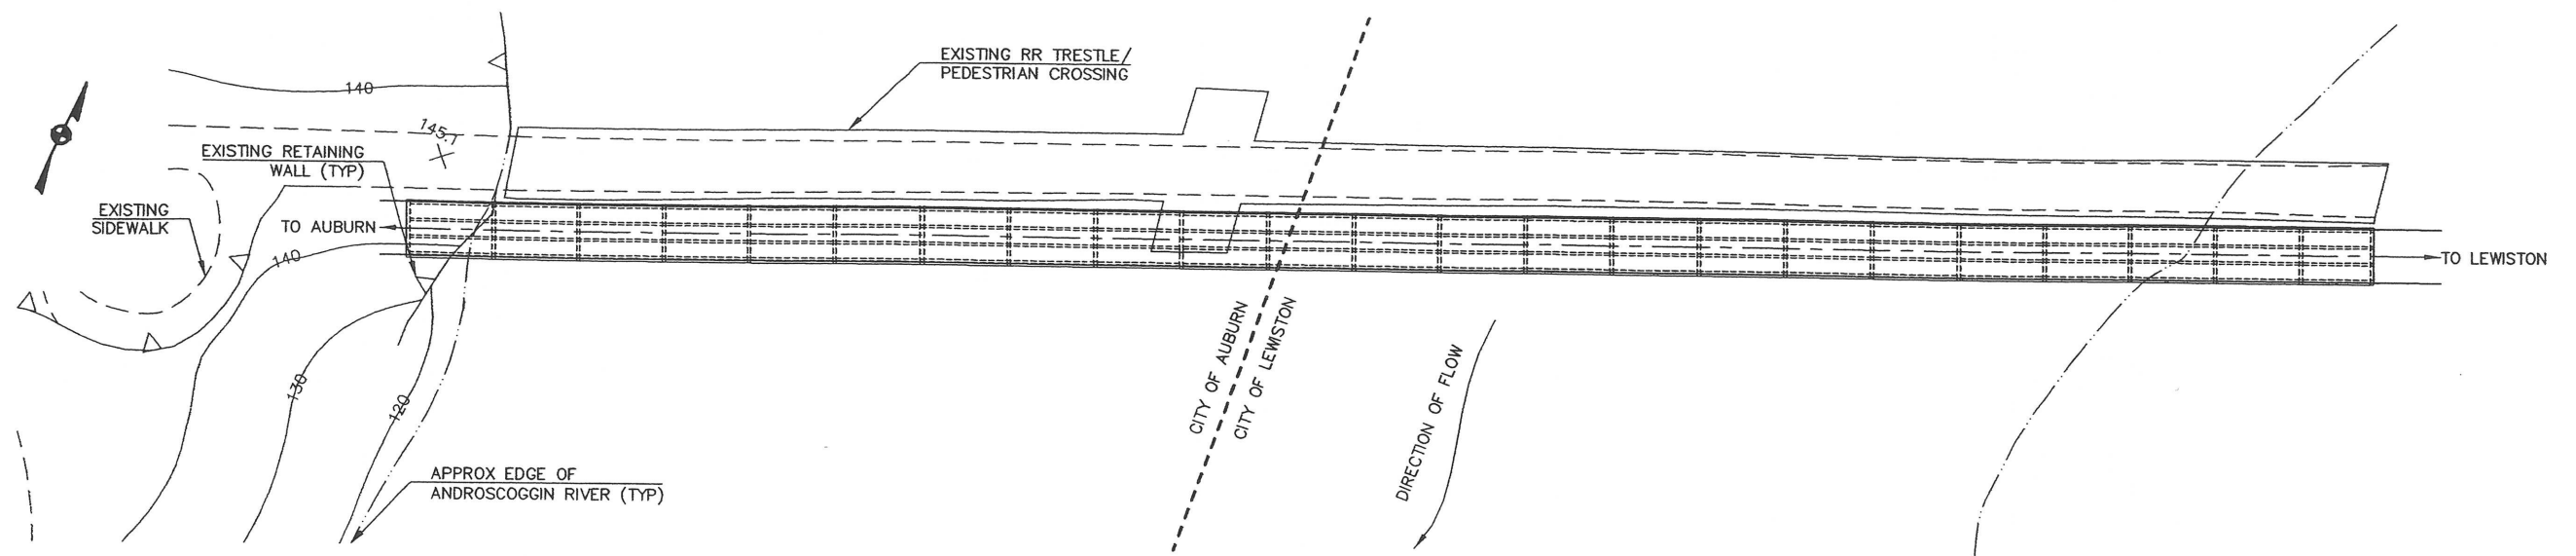 EXISTING RR TRESTLE/
PEDESTRIAN CROSSING
140
145.7
EXISTING RETAINING
WALL (TYP)
EXISTING
SIDEWALK
TO AUBURN
140
TO LEWISTON
CITY OF AUBURN
CITY OF LEWISTON
DIRECTION OF FLOW
130
120
APPROX EDGE OF
ANDROSCOGGIN RIVER (TYP)